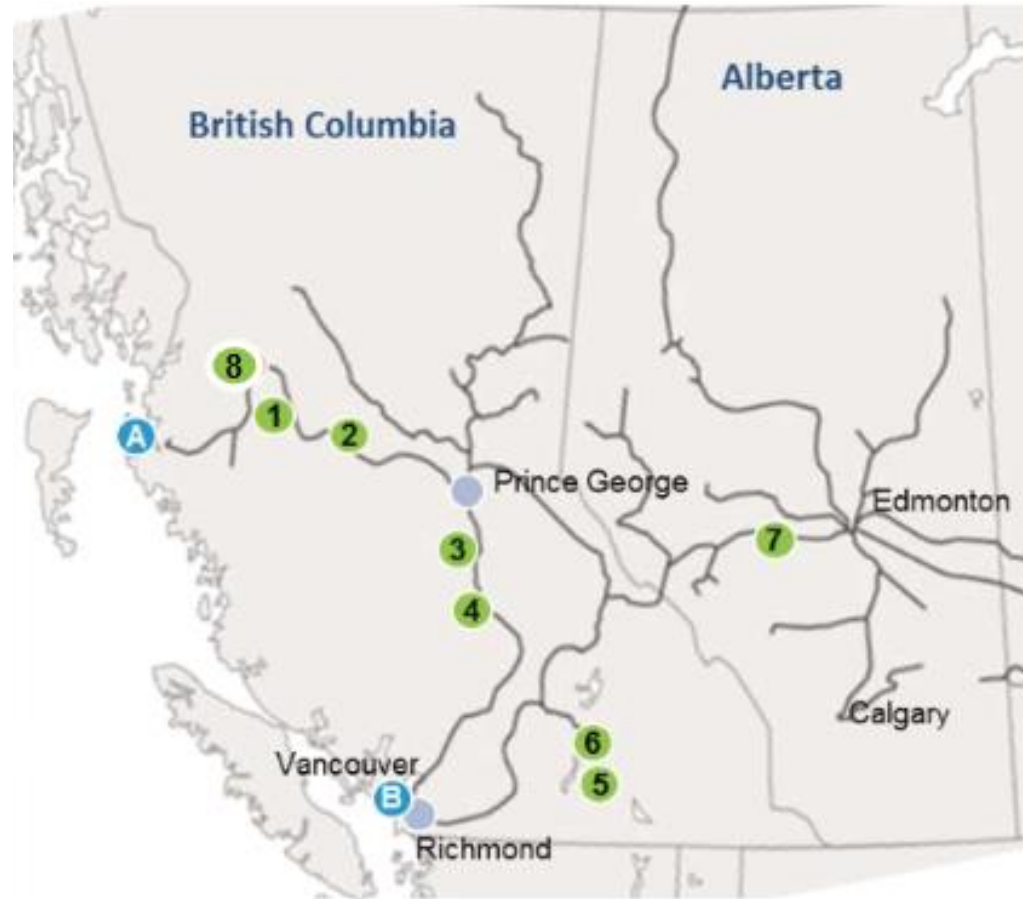 Alberta
British Columbia
8
1
A
2
Prince George
Edmonton
3
7
4
Calgary
6
Vancouver
5
B
Richmond